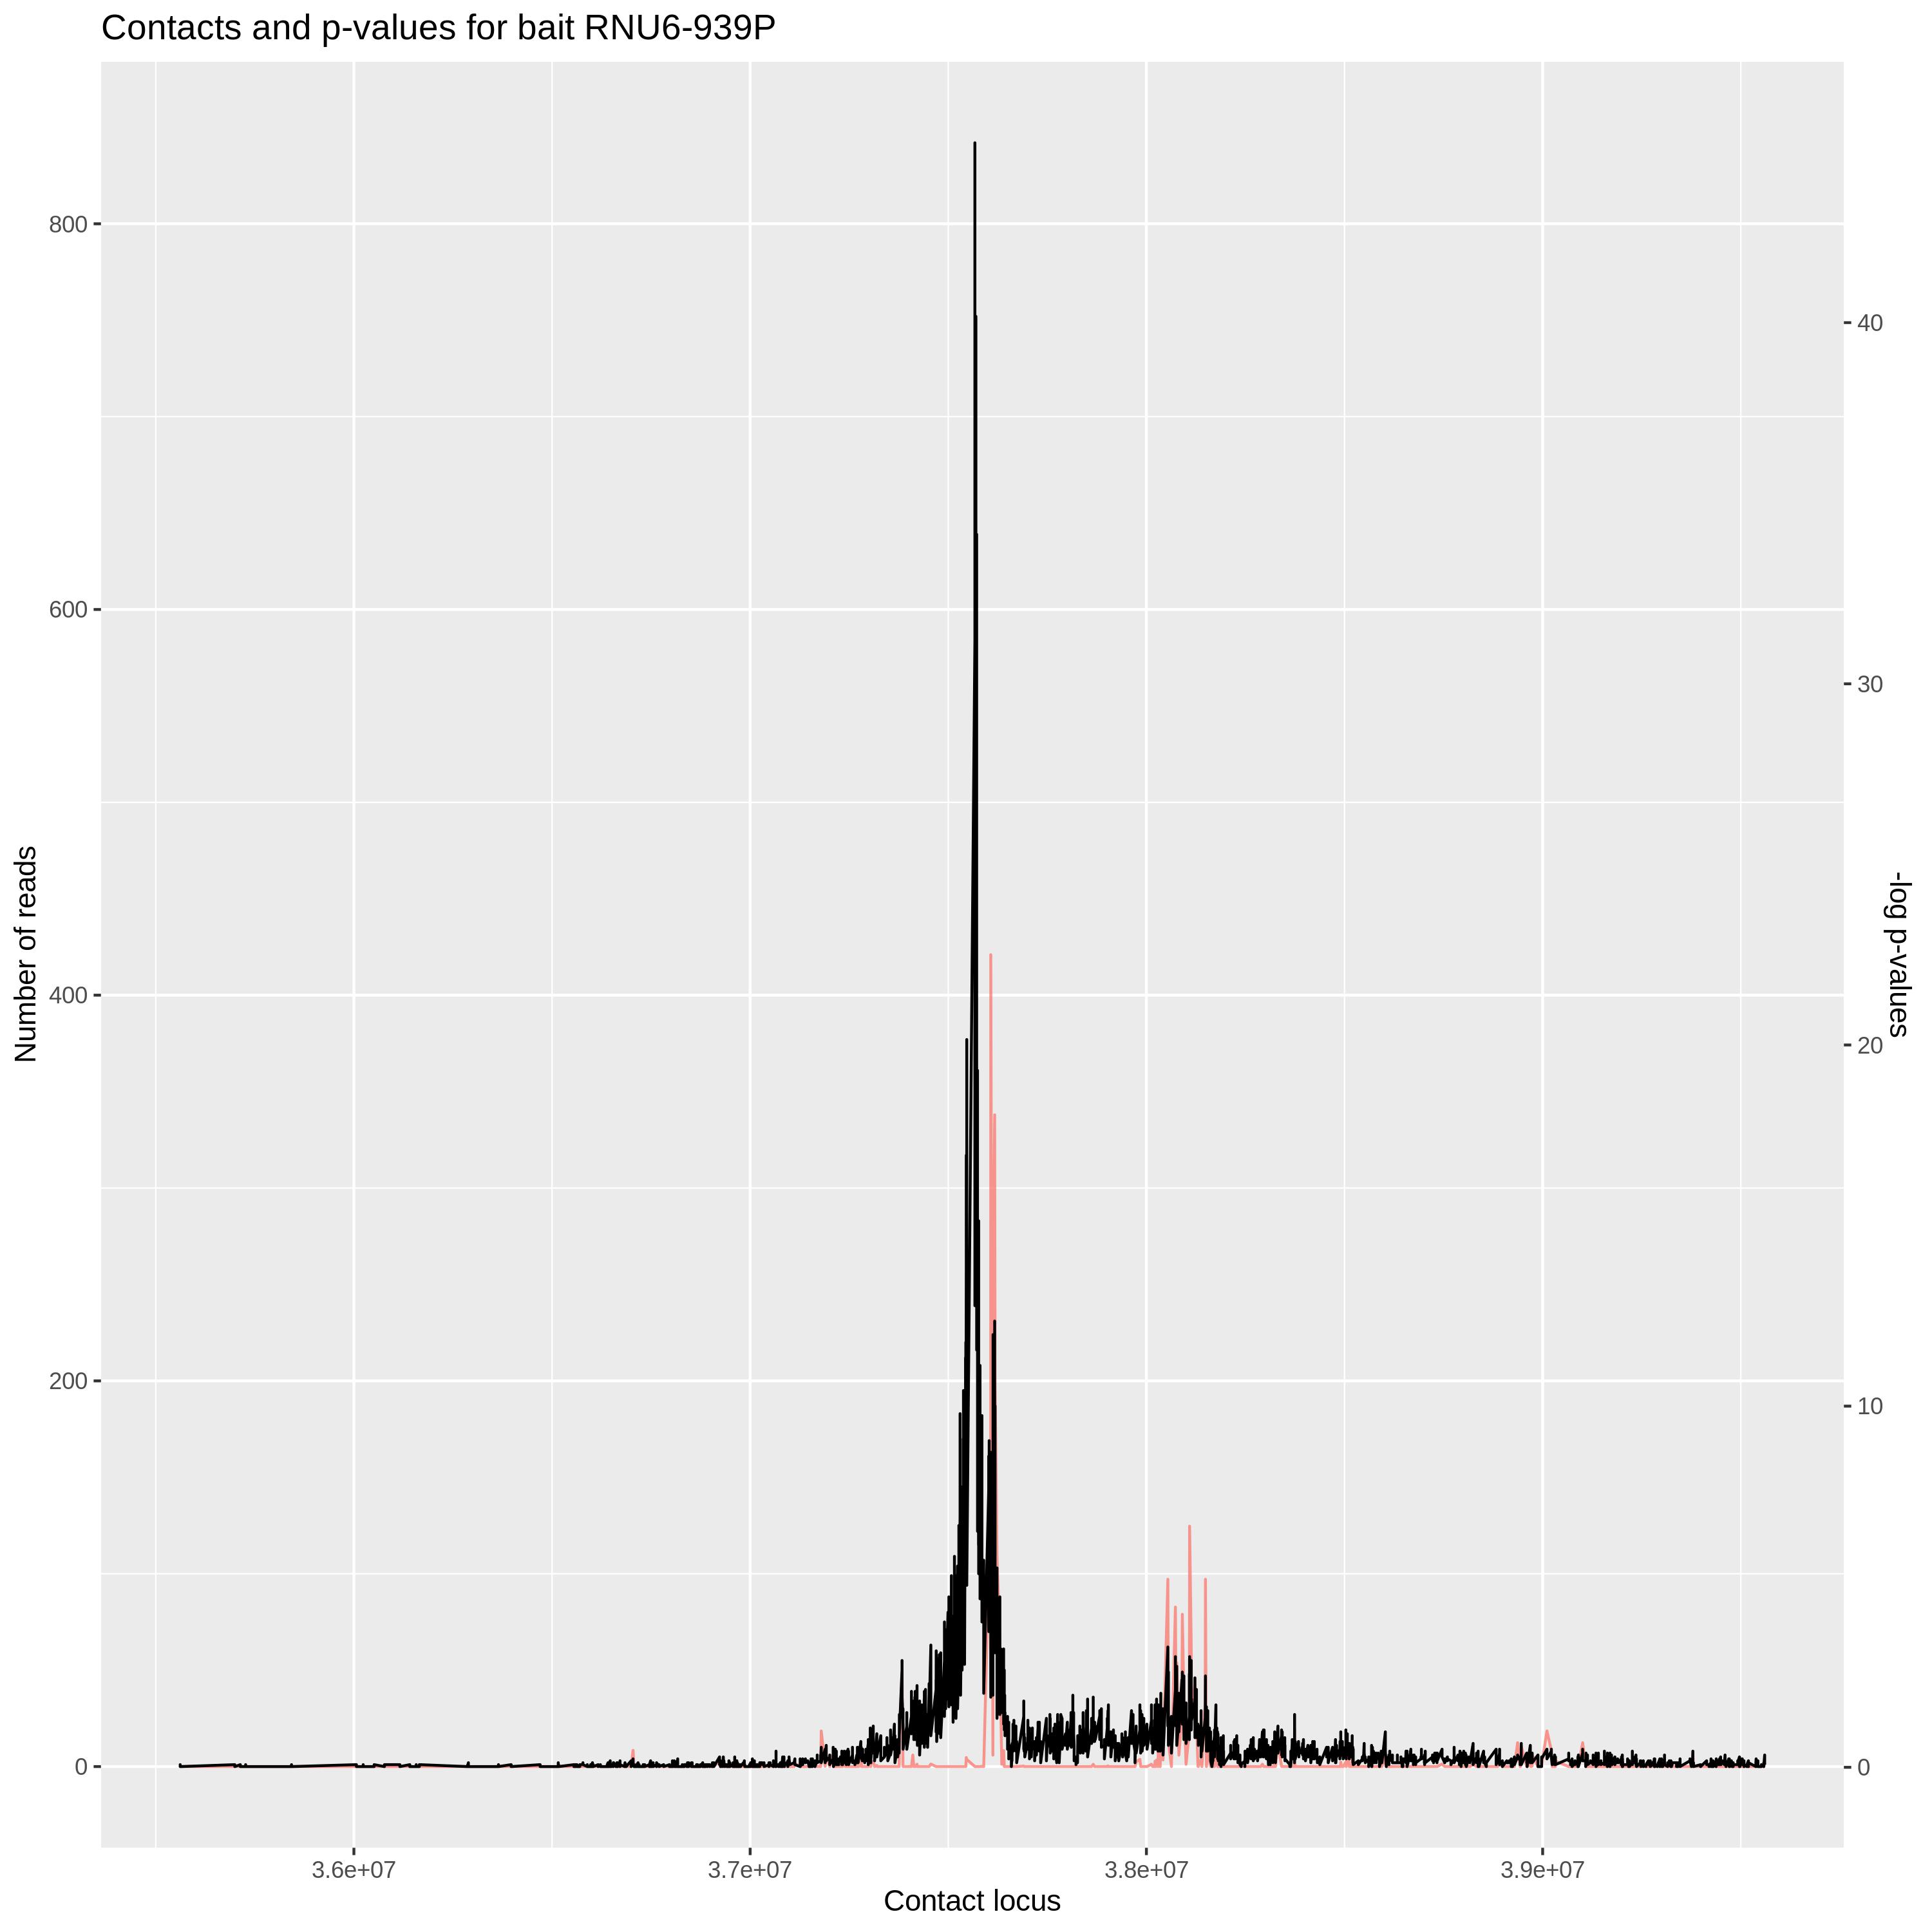 Contacts and p-values for bait RNU6-939P
800
600
400
200
0
Number of reads
40
30
20
10
0
-log p-values
3.6e+07
3.7e+07
3.8e+07
3.9e+07
Contact locus